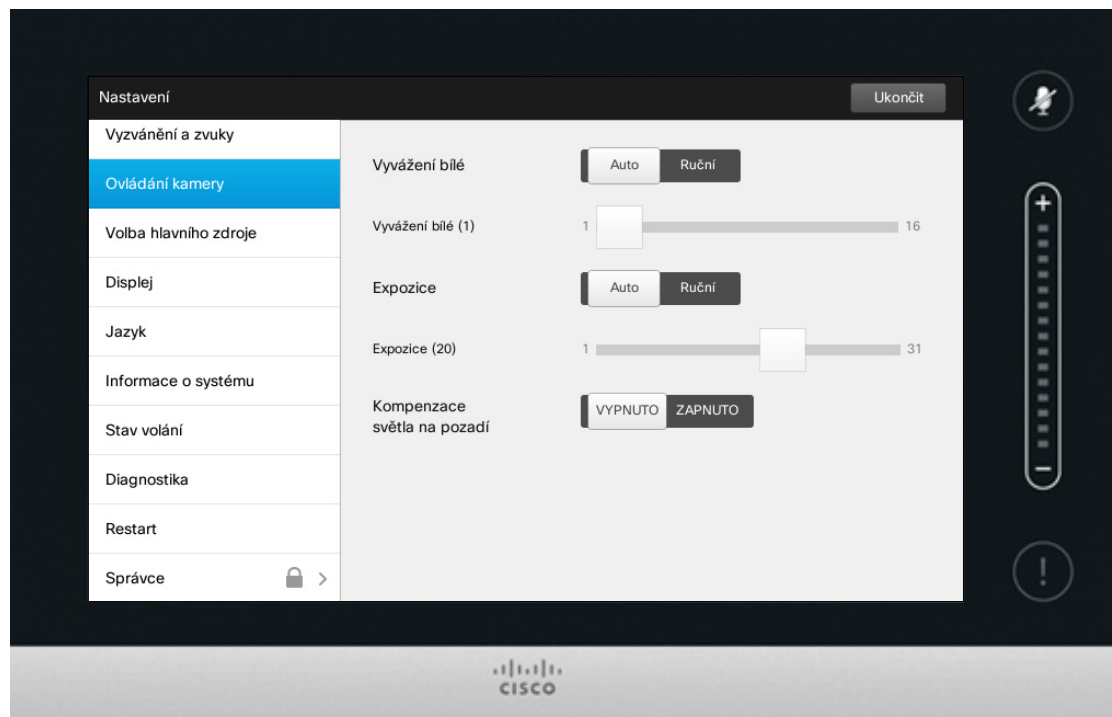 Nastavení
Ukončit
Vyzvánění a zvuky
Ovládání kamery
Volba hlavního zdroje
Displej
Jazyk
Informace o systému
Stav volání
Diagnostika
Restart
Správce
Vyvážení bílé
Auto Ruční
Vyvážení bílé (1)
1 16
Expozice
Auto Ruční
Expozice (20)
1 31
Kompenzace
světla na pozadí
VYPNUTO ZAPNUTO
+
−
!
CISCO